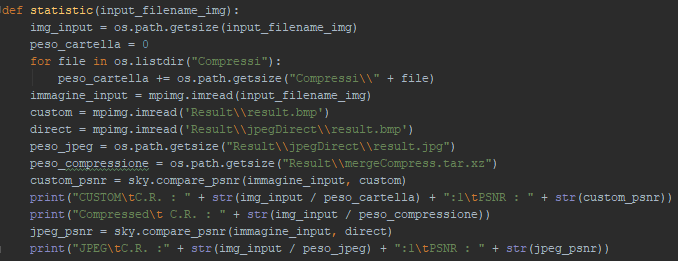 def statistic(input_filename_img):
    img_input = os.path.getsize(input_filename_img)
    peso_cartella = 0
    for file in os.listdir("Compressi"):
        peso_cartella += os.path.getsize("Compressi\\" + file)
    immagine_input = mpimg.imread(input_filename_img)
    custom = mpimg.imread('Result\\result.bmp')
    direct = mpimg.imread('Result\\jpegDirect\\result.bmp')
    peso_jpeg = os.path.getsize("Result\\jpegDirect\\result.jpg")
    peso_compressione = os.path.getsize("Result\\mergeCompress.tar.xz")
    custom_psnr = sky.compare_psnr(immagine_input, custom)
    print("CUSTOM\tC.R. : " + str(img_input / peso_cartella) + ":1\tPSNR : " + str(custom_psnr))
    print("Compressed\t C.R. : " + str(img_input / peso_compressione))
    jpeg_psnr = sky.compare_psnr(immagine_input, direct)
    print("JPEG\tC.R. :" + str(img_input / peso_jpeg) + ":1\tPSNR : " + str(jpeg_psnr))